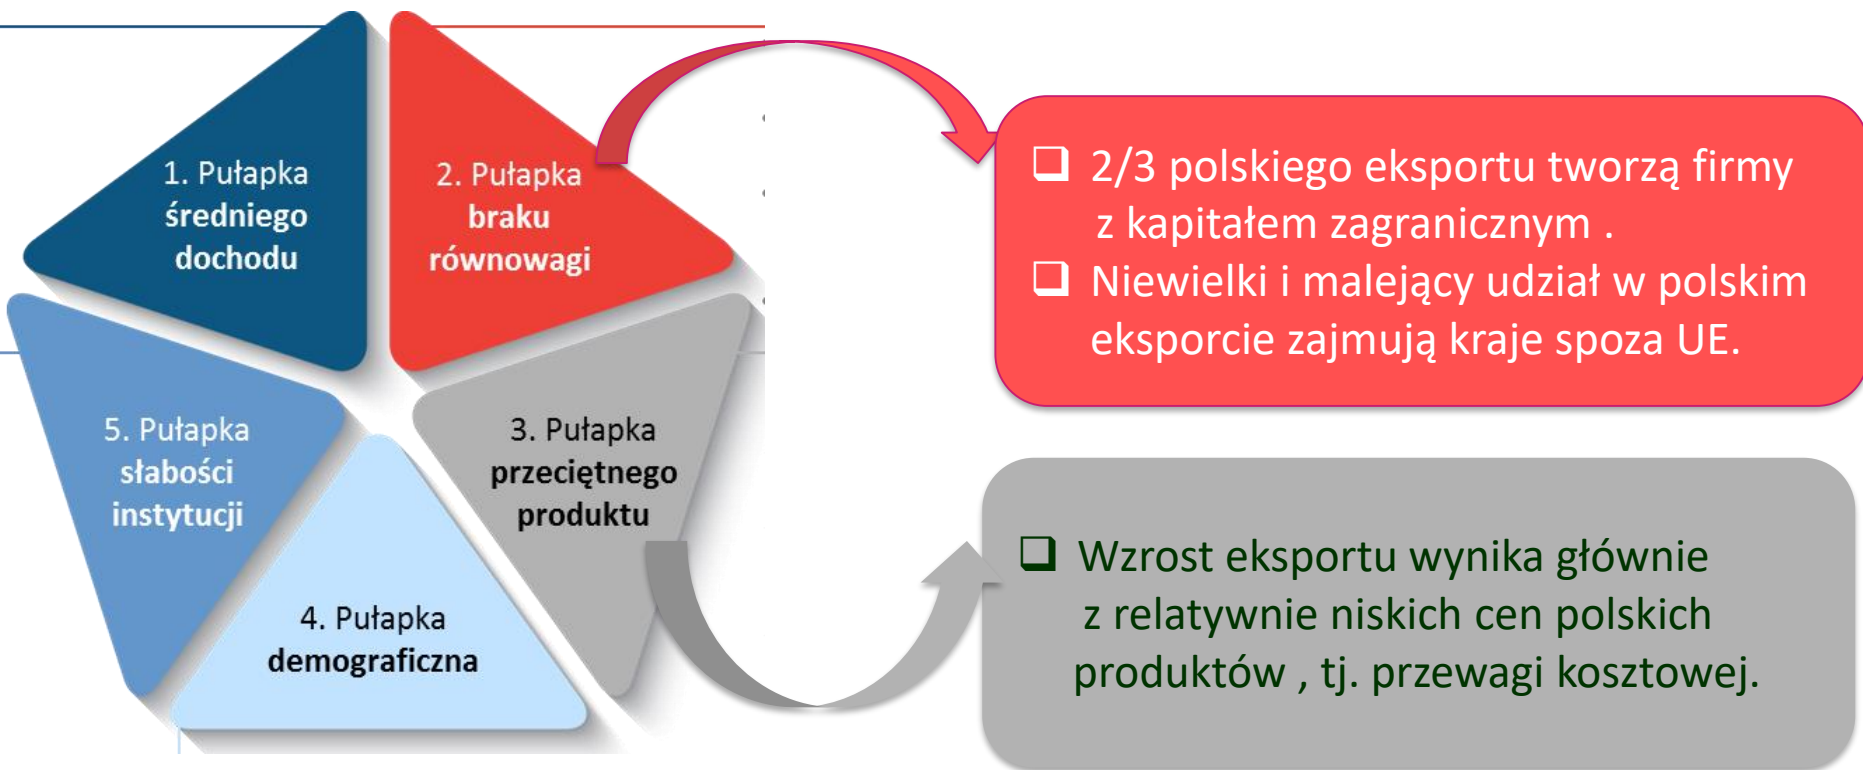 1. Pułapka
średniego
dochodu
2. Pułapka
braku
równowagi
3. Pułapka
przeciętnego
produktu
4. Pułapka
demograficzna
5. Pułapka
słabości
instytucji
❑ 2/3 polskiego eksportu tworzą firmy
z kapitałem zagranicznym .
❑ Niewielki i malejący udział w polskim
eksporcie zajmują kraje spoza UE.
❑ Wzrost eksportu wynika głównie
z relatywnie niskich cen polskich
produktów , tj. przewagi kosztowej.